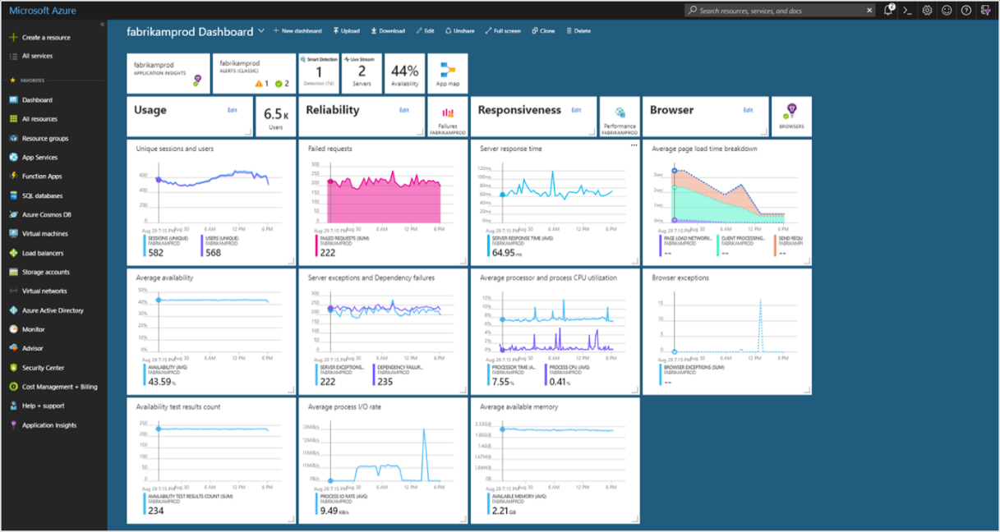 Microsoft Azure
Search resources, services, and docs
2
Create a resource
All services
FAVORITES
Dashboard
All resources
Resource groups
App Services
Function Apps
SQL databases
Azure Cosmos DB
Virtual machines
Load balancers
Storage accounts
Virtual networks
Azure Active Directory
Monitor
Advisor
Security Center
Cost Management + Billing
Help + support
Application Insights
fabrikamprod Dashboard
New dashboard
Upload
Download
Edit
Unshare
Full screen
Clone
Delete
fabrikamprod
APPLICATION INSIGHTS
fabrikamprod
ALERTS (CLASSIC)
1
2
Smart Detection
1
Detection (7d)
Live Stream
2
Servers
44%
Availability
App map
Usage
Edit
6.5 K
Users
Reliability
Edit
Failures
FABRIKAMPROD
Responsiveness
Edit
Performance
FABRIKAMPROD
Browser
Edit
BROWSERS
Unique sessions and users
600
400
200
0
Aug 29 7:15 PM
Aug 30
6 AM
12 PM
6 PM
SESSIONS (UNIQUE)
FABRIKAMPROD
582
USERS (UNIQUE)
FABRIKAMPROD
568
Failed requests
300
250
200
150
100
50
0
Aug 29 7:15 PM
Aug 30
6 AM
12 PM
6 PM
FAILED REQUESTS (SUM)
FABRIKAMPROD
222
Server response time
120ms
100ms
80ms
60ms
40ms
20ms
0ms
Aug 29 7:15 PM
Aug 30
6 AM
12 PM
6 PM
SERVER RESPONSE TIME (AVG)
FABRIKAMPROD
64.95 ms
Average page load time breakdown
Aug 29 7:15 PM
Aug 30
6 AM
12 PM
6 PM
PAGE LOAD NETWORK...
FABRIKAMPROD
--
CLIENT PROCESSING...
FABRIKAMPROD
--
SEND REQU
FABRIKAMP
--
Average availability
50%
40%
30%
20%
10%
0%
Aug 29 7:15 PM
Aug 30
6 AM
12 PM
6 PM
AVAILABILITY (AVG)
FABRIKAMPROD
43.59 %
Server exceptions and Dependency failures
300
250
200
150
100
50
0
Aug 29 7:15 PM
Aug 30
6 AM
12 PM
6 PM
SERVER EXCEPTIONS...
FABRIKAMPROD
222
DEPENDENCY FAILUR...
FABRIKAMPROD
235
Average processor and process CPU utilization
12%
10%
8%
6%
4%
2%
0%
Aug 29 7:15 PM
Aug 30
6 AM
12 PM
6 PM
PROCESSOR TIME (A...
FABRIKAMPROD
7.55 %
PROCESS CPU (AVG)
FABRIKAMPROD
0.41 %
Browser exceptions
15
10
5
0
Aug 29 7:15 PM
Aug 30
6 AM
12 PM
6 PM
BROWSER EXCEPTIONS (SUM)
FABRIKAMPROD
--
Availability test results count
250
200
150
100
50
0
Aug 29 7:15 PM
Aug 30
6 AM
12 PM
6 PM
AVAILABILITY TEST RESULTS COUNT (SUM)
FABRIKAMPROD
234
Average process I/O rate
Aug 29 7:15 PM
Aug 30
6 AM
12 PM
6 PM
PROCESS IO RATE (AVG)
FABRIKAMPROD
9.49 KiB/s
Average available memory
Aug 29 7:15 PM
Aug 30
6 AM
12 PM
6 PM
AVAILABLE MEMORY (AVG)
FABRIKAMPROD
2.21 GB